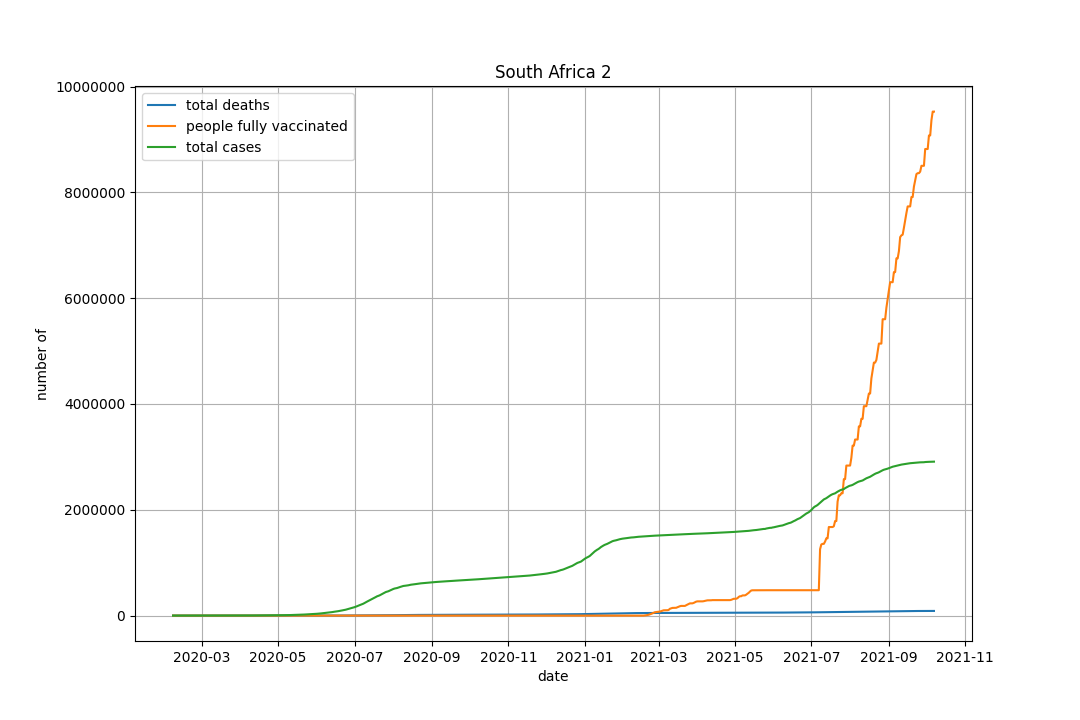 South Africa 2
10000000
8000000
6000000
4000000
2000000
0
number of
total deaths
people fully vaccinated
total cases
2020-03 2020-05 2020-07 2020-09 2020-11 2021-01 2021-03 2021-05 2021-07 2021-09 2021-11
date